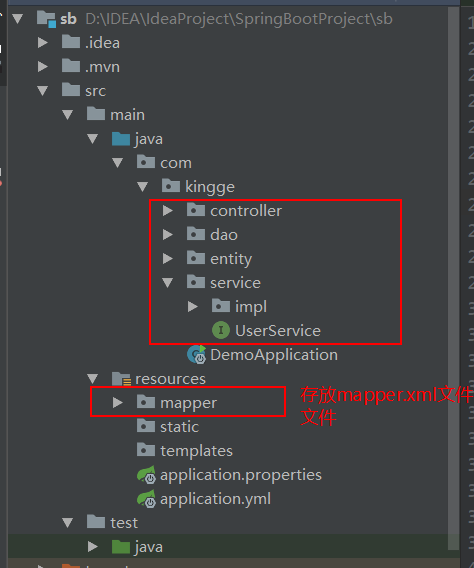 sb D:\IDEA\IdeaProject\SpringBootProject\sb
.idea
.mvn
src
main
java
com
kingge
controller
dao
entity
service
impl
I UserService
DemoApplication
resources
mapper
存放mapper.xml文件
文件
static
templates
application.properties
application.yml
test
java